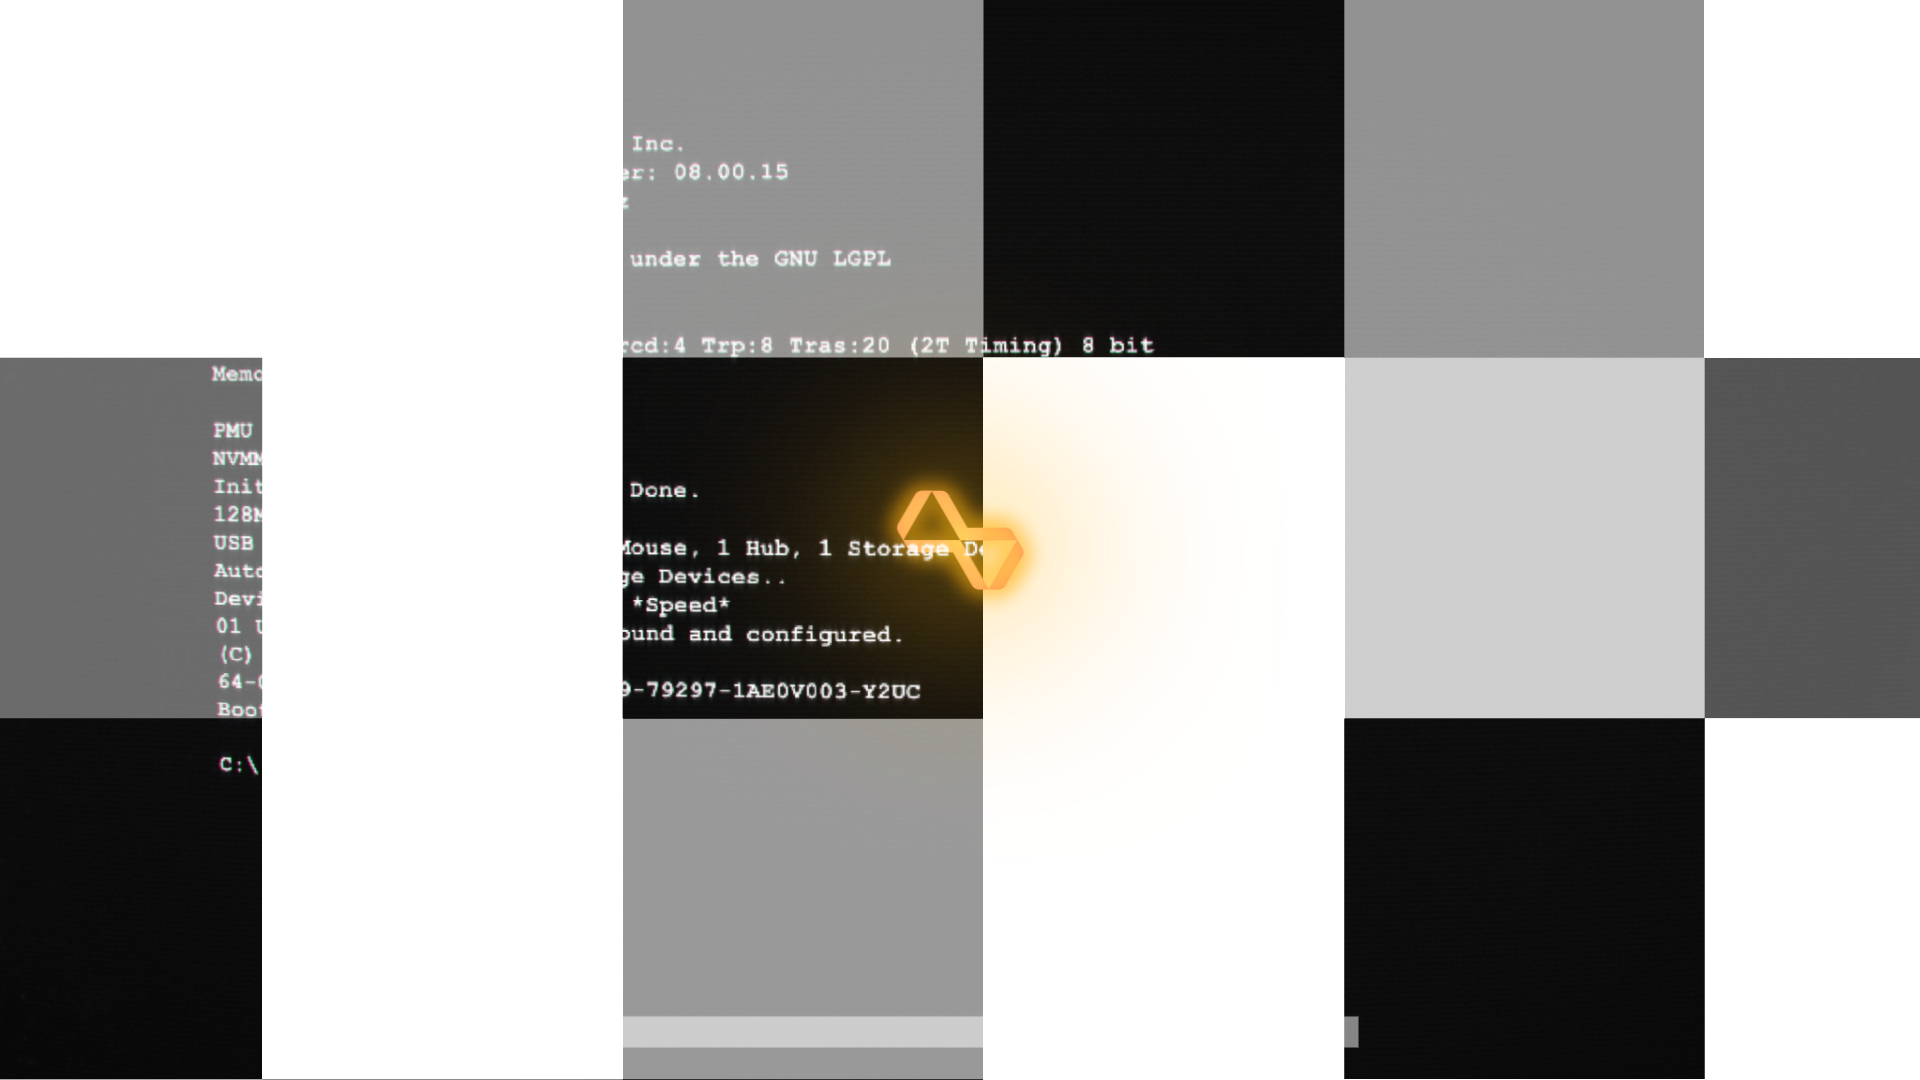 Inc.
er: 08.00.15
z
under the GNU LGPL
rcd:4 Trp:8 Tras:20 (2T Timing) 8 bit
Memo
PMU
NVMM
Init
Done.
128M
USB
Mouse, 1 Hub, 1 Storage De
Auto
ge Devices..
Devi
*Speed*
01 U
ound and configured.
(C)
64-0
9-79297-1AE0V003-Y2UC
Boot
C:\